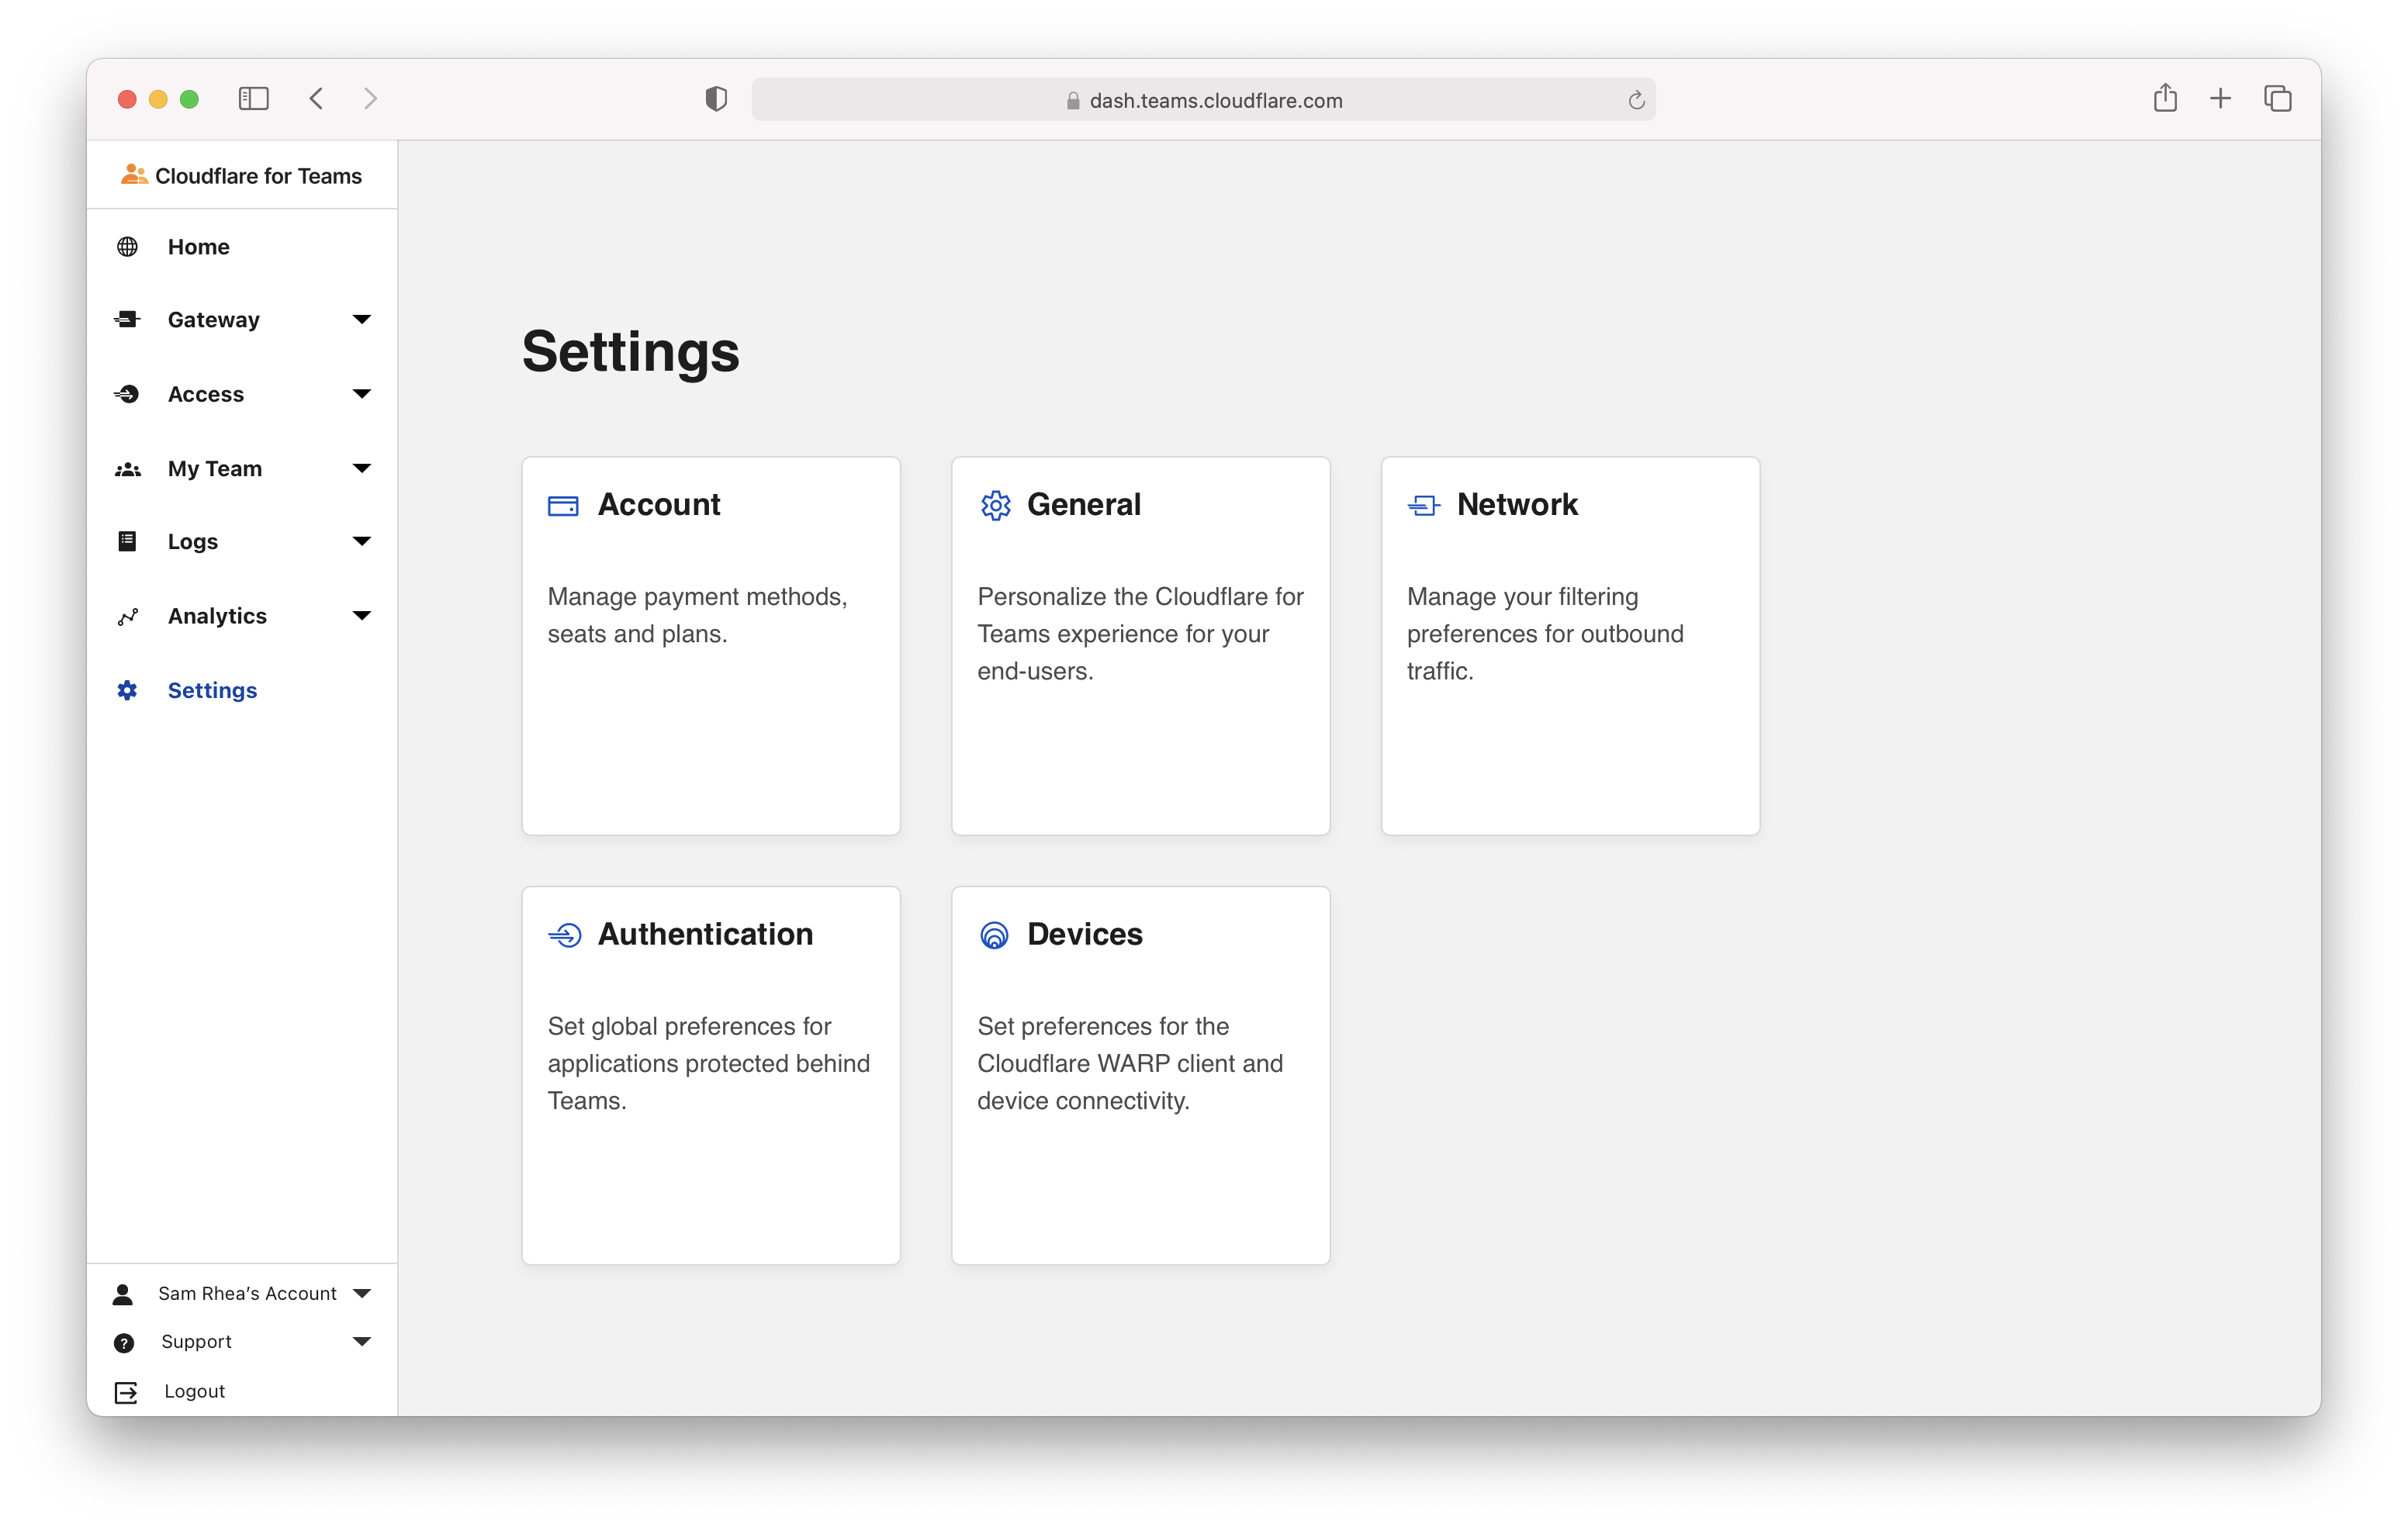 dash.teams.cloudflare.com
Cloudflare for Teams
Home
Gateway
Access
My Team
Logs
Analytics
Settings
Sam Rhea’s Account
Support
Logout
Settings
Account
Manage payment methods,
seats and plans.
General
Personalize the Cloudflare for
Teams experience for your
end-users.
Network
Manage your filtering
preferences for outbound
traffic.
Authentication
Set global preferences for
applications protected behind
Teams.
Devices
Set preferences for the
Cloudflare WARP client and
device connectivity.